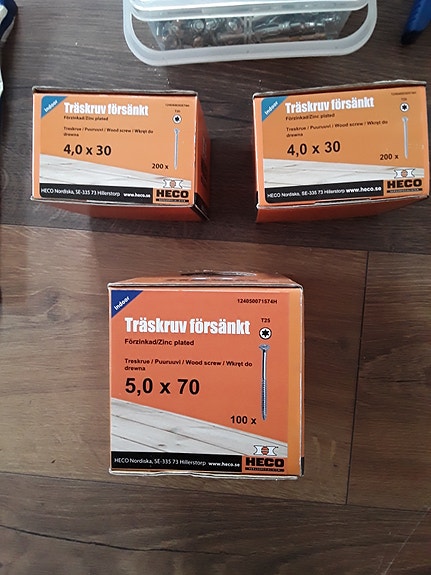 Indoor
Träskruv försänkt
Förzinkad/Zinc plated
Treskrue / Puuruuvi / Wood screw / Wkręt do
drewna
4,0 x 30
200 x
HECO Nordiska, SE-335 73 Hillerstorp www.heco.se
HECO
Indoor
Träskruv försänkt
Förzinkad/Zinc plated
Treskrue / Puuruuvi / Wood screw / Wkręt do
drewna
4,0 x 30
200 x
HECO Nordiska, SE-335 73 Hillerstorp www.heco.se
HECO
Indoor
124050071574H
Träskruv försänkt
T25
Förzinkad/Zinc plated
Treskrue / Puuruuvi / Wood screw / Wkręt do
drewna
5,0 x 70
100 x
HECO Nordiska, SE-335 73 Hillerstorp www.heco.se
HECO